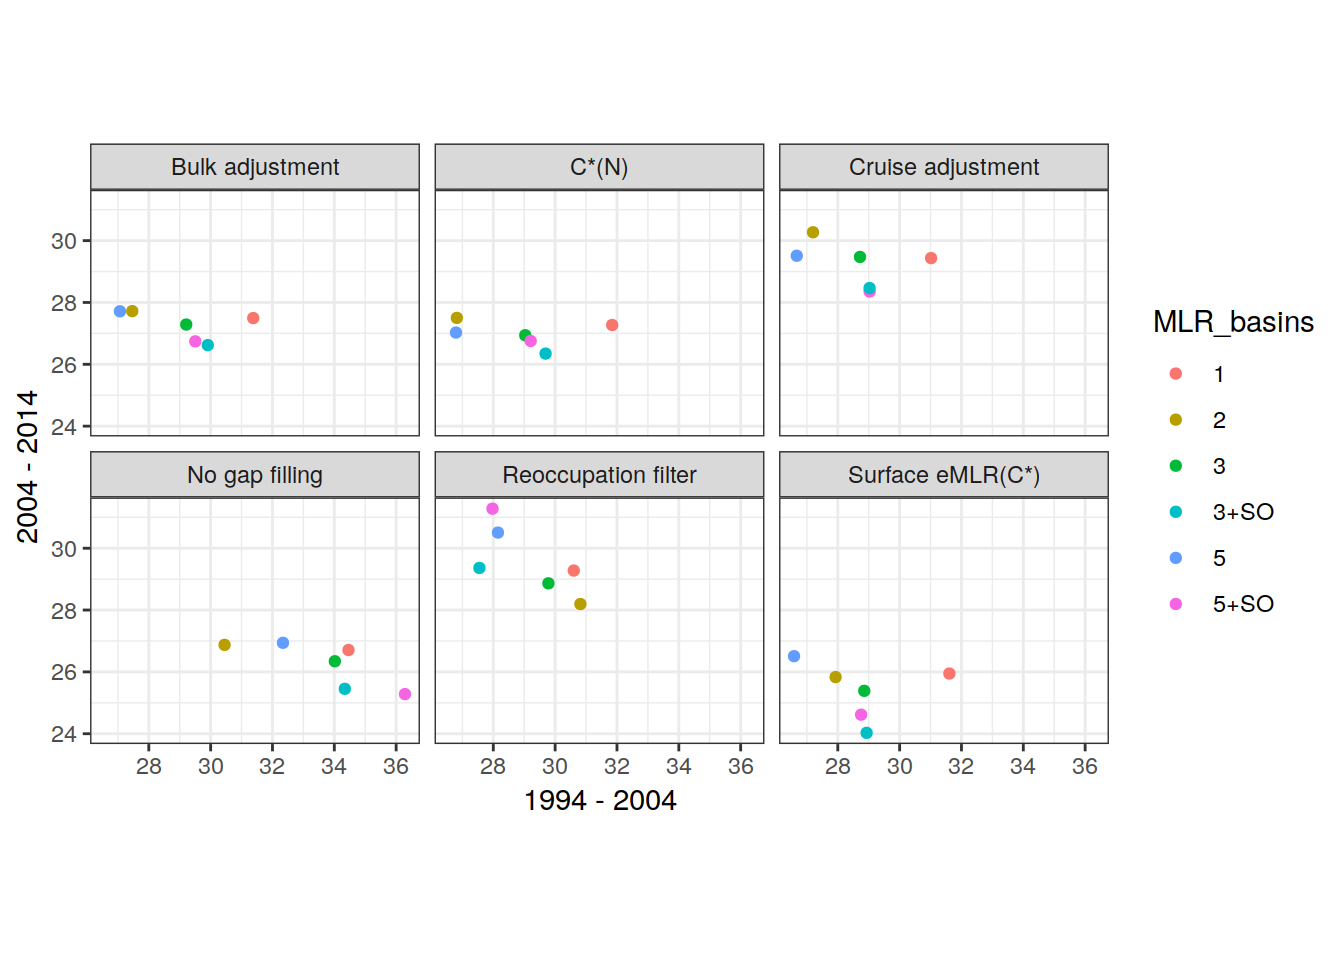 Bulk adjustment
C*(N)
Cruise adjustment
30
28
26
24
No gap filling
Reoccupation filter
Surface eMLR(C*)
30
28
26
24
28 30 32 34 36
28 30 32 34 36
28 30 32 34 36
1994 - 2004
2004 - 2014
MLR_basins
1
2
3
3+SO
5
5+SO